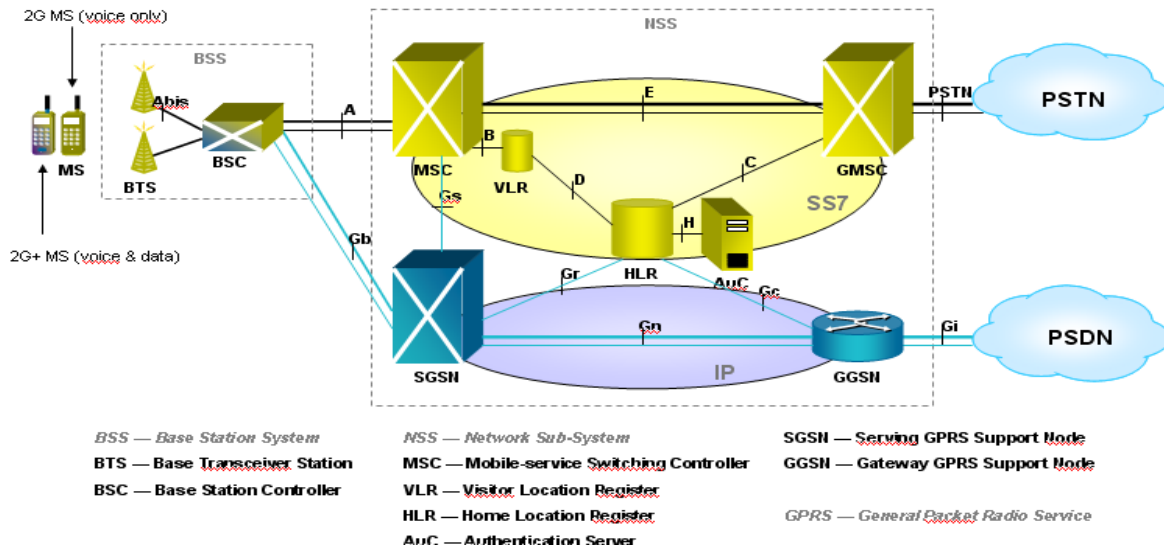 2G MS (voice only)
NSS
BSS
Abis
A
E
PSTN
PSTN
MS
BTS
BSC
MSC
B
VLR
D
C
GMSC
SS7
Gs
H
HLR
AuC
2G+ MS (voice & data)
Gb
Gr
Gc
Gn
Gi
PSDN
SGSN
IP
GGSN
BSS — Base Station System
BTS — Base Transceiver Station
BSC — Base Station Controller
NSS — Network Sub-System
MSC — Mobile-service Switching Controller
VLR — Visitor Location Register
HLR — Home Location Register
AuC — Authentication Server
SGSN — Serving GPRS Support Node
GGSN — Gateway GPRS Support Node
GPRS — General Packet Radio Service